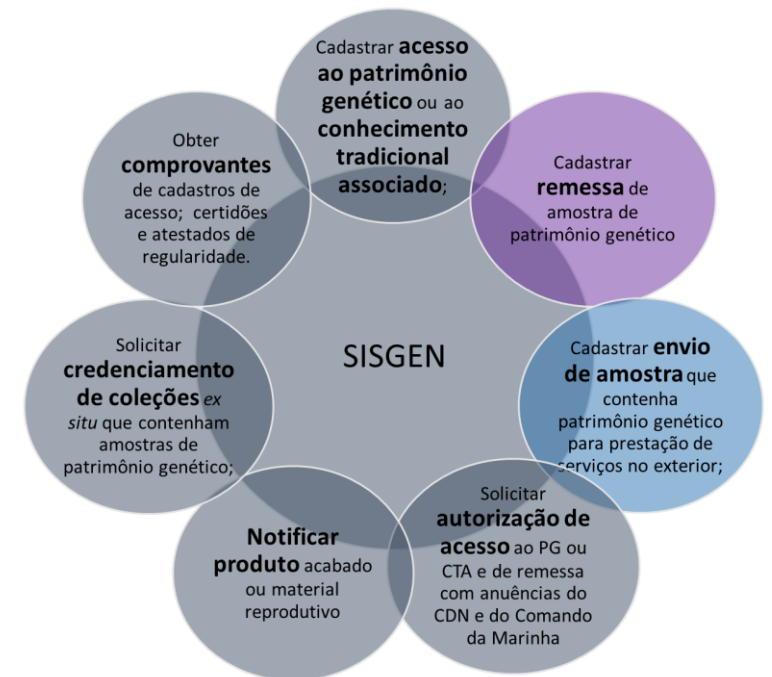 Cadastrar acesso
ao patrimônio
genético ou ao
conhecimento
tradicional
associado;
Cadastrar
remessa de
amostra de
patrimônio genético
Cadastrar envio
de amostra que
contenha
patrimônio genético
para prestação de
serviços no exterior;
Solicitar
autorização de
acesso ao PG ou
CTA e de remessa
com anuências do
CDN e do Comando
da Marinha
Notificar
produto acabado
ou material
reprodutivo
Solicitar
credenciamento
de coleções ex
situ que contenham
amostras de
patrimônio genético;
Obter
comprovantes
de cadastros de
acesso; certidões
e atestados de
regularidade.
SISGEN